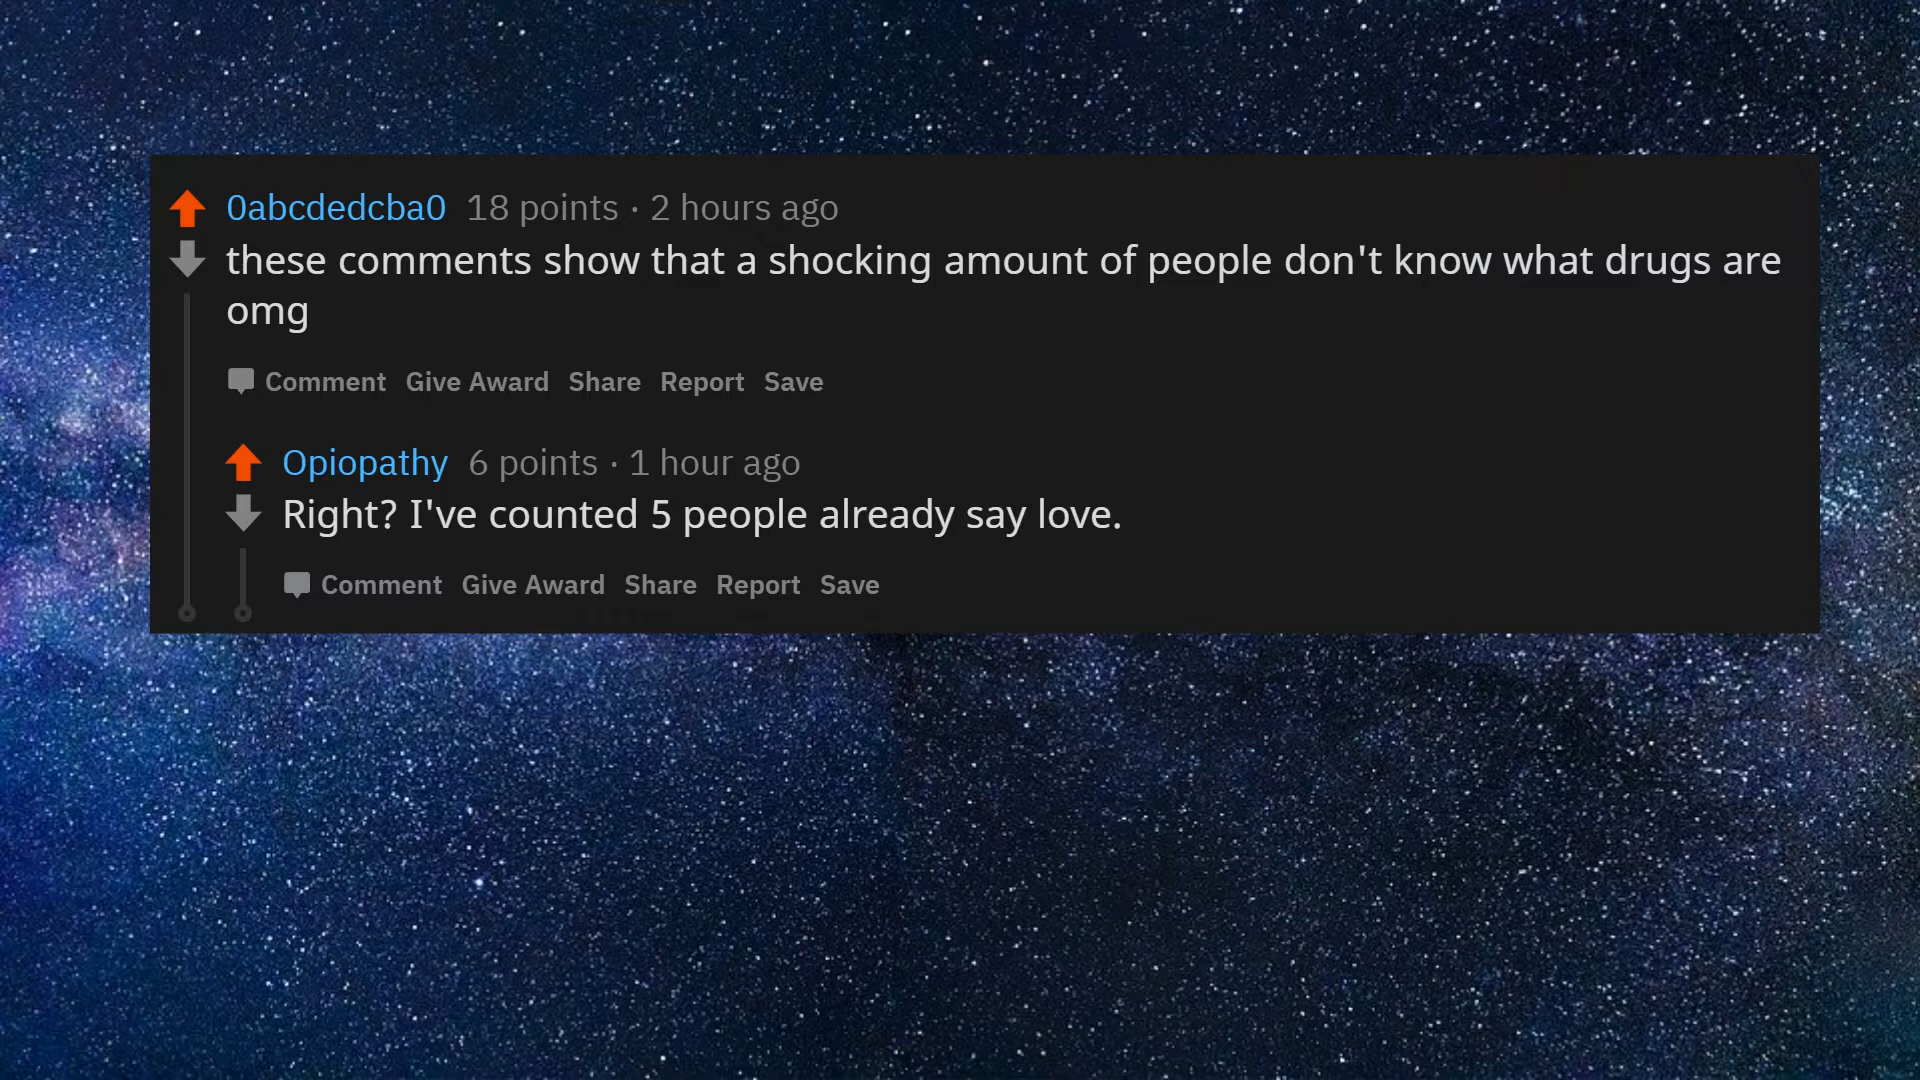 0abcdedcba0 18 points · 2 hours ago
these comments show that a shocking amount of people don't know what drugs are
omg
Comment Give Award Share Report Save
Opiopathy 6 points · 1 hour ago
Right? I've counted 5 people already say love.
Comment Give Award Share Report Save